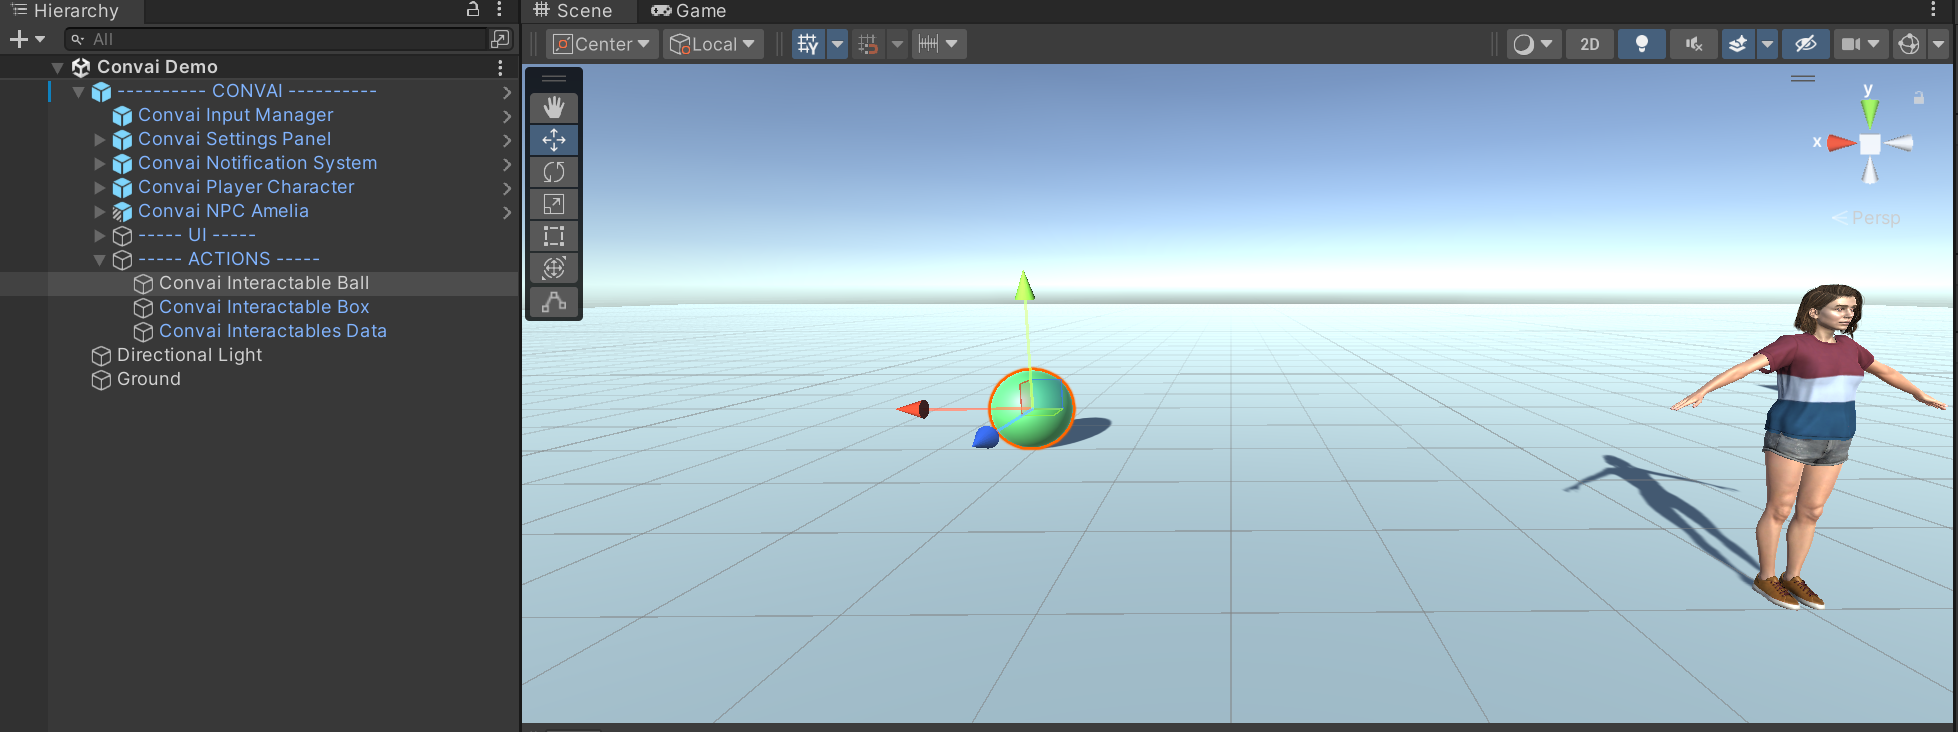 Hierarchy
All
Convai Demo
---------- CONVAI ----------
Convai Input Manager
Convai Settings Panel
Convai Notification System
Convai Player Character
Convai NPC Amelia
----- UI -----
----- ACTIONS -----
Convai Interactable Ball
Convai Interactable Box
Convai Interactables Data
Directional Light
Ground
Scene
Game
Center
Local
2D
y
x
Persp